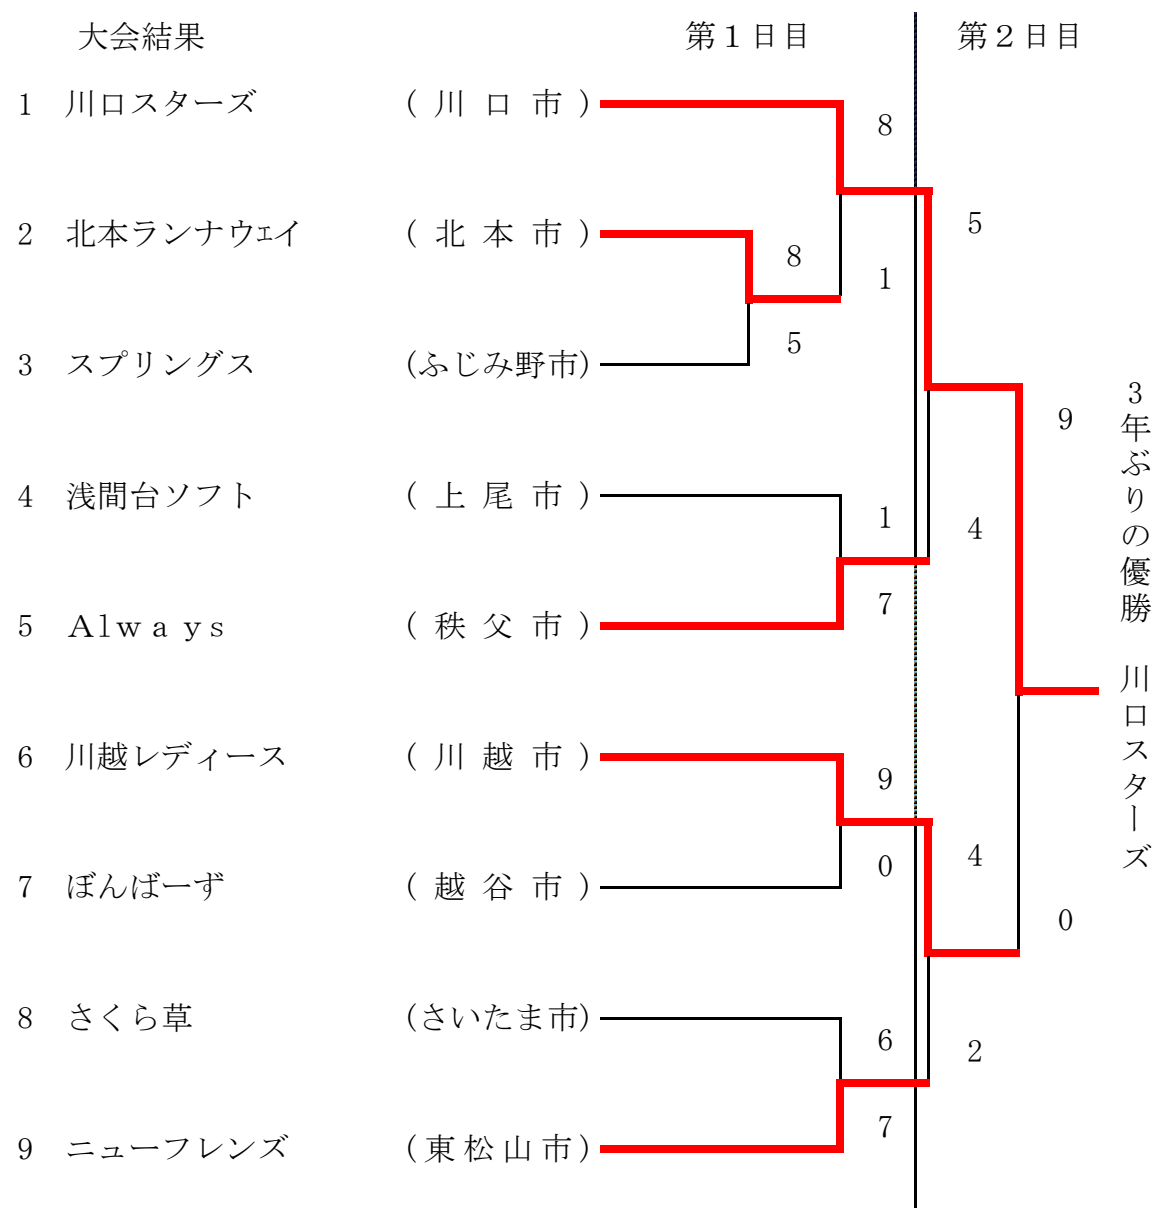 大会結果 第１日目 第２日目
1 川口スターズ (川口市)
8
2 北本ランナウェイ (北本市)
5
8
1
3 スプリングス (ふじみ野市)
5
9
4 浅間台ソフト (上尾市)
1
4
5 Always (秩父市)
7
3年ぶりの優勝 川口スターズ
6 川越レディース (川越市)
9
4
7 ぼんばーず (越谷市)
0
0
8 さくら草 (さいたま市)
6
2
9 ニューフレンズ (東松山市)
7